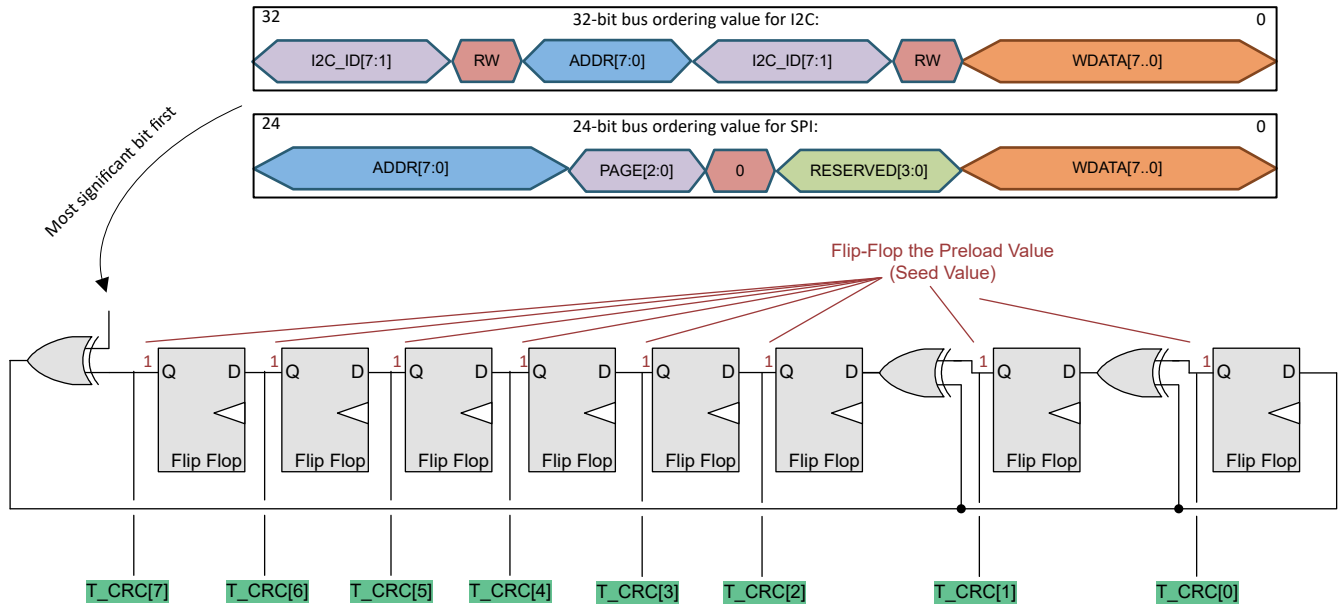 32 32-bit bus ordering value for I2C: 0
I2C_ID[7:1] RW ADDR[7:0] I2C_ID[7:1] RW WDATA[7..0]
24 24-bit bus ordering value for SPI: 0
ADDR[7:0] PAGE[2:0] 0 RESERVED[3:0] WDATA[7..0]
Most significant bit first
Flip-Flop the Preload Value
(Seed Value)
1 1 1 1 1 1 1 1
Q D Q D Q D Q D Q D Q D Q D Q D
Flip Flop Flip Flop Flip Flop Flip Flop Flip Flop Flip Flop Flip Flop Flip Flop
T_CRC[7] T_CRC[6] T_CRC[5] T_CRC[4] T_CRC[3] T_CRC[2] T_CRC[1] T_CRC[0]